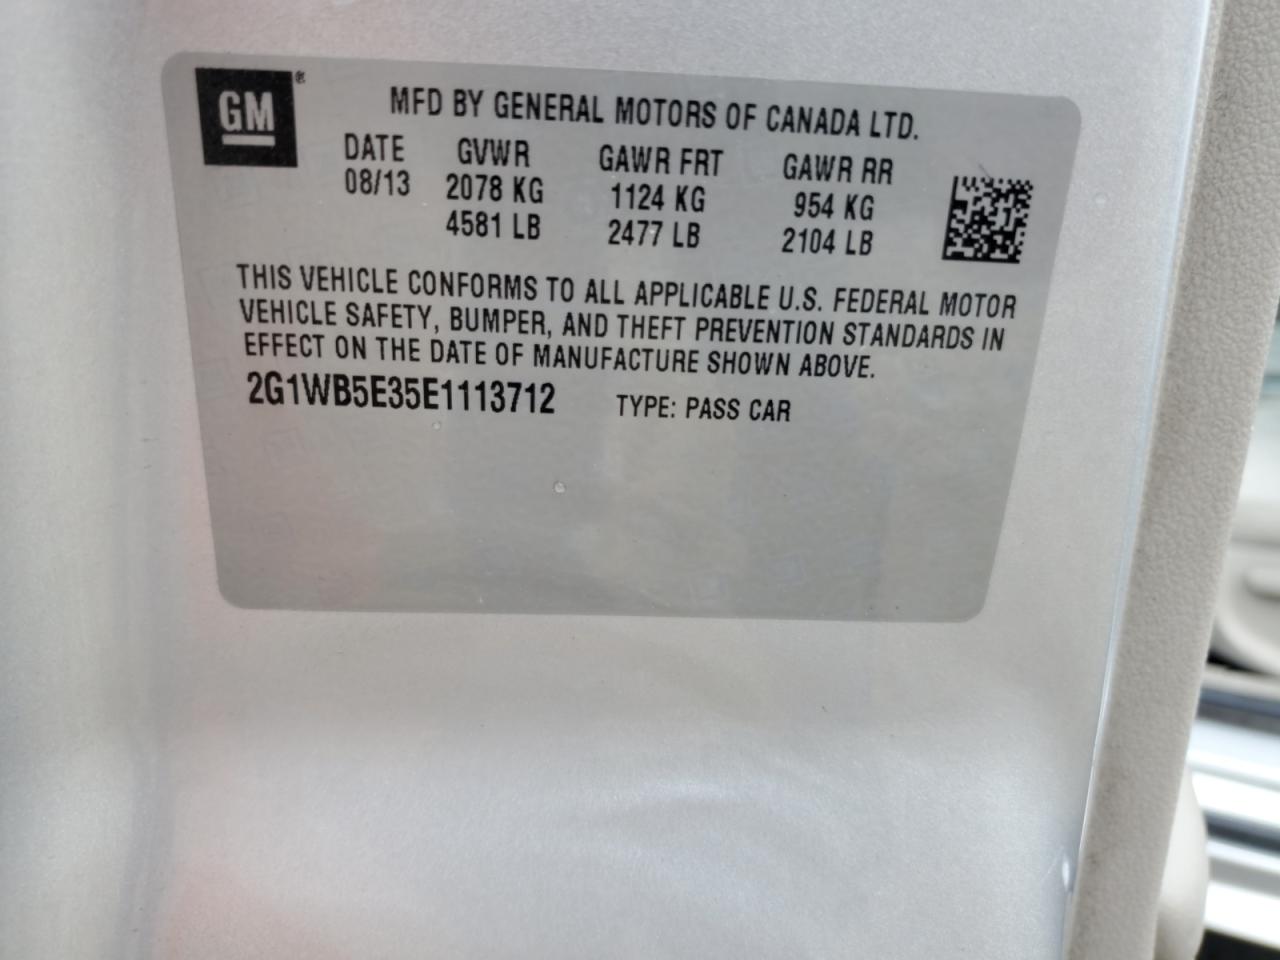 GM®
MFD BY GENERAL MOTORS OF CANADA LTD.
DATE GVWR GAWR FRT GAWR RR
08/13 2078 KG 1124 KG 954 KG
4581 LB 2477 LB 2104 LB
THIS VEHICLE CONFORMS TO ALL APPLICABLE U.S. FEDERAL MOTOR
VEHICLE SAFETY, BUMPER, AND THEFT PREVENTION STANDARDS IN
EFFECT ON THE DATE OF MANUFACTURE SHOWN ABOVE.
2G1WB5E35E1113712 TYPE: PASS CAR